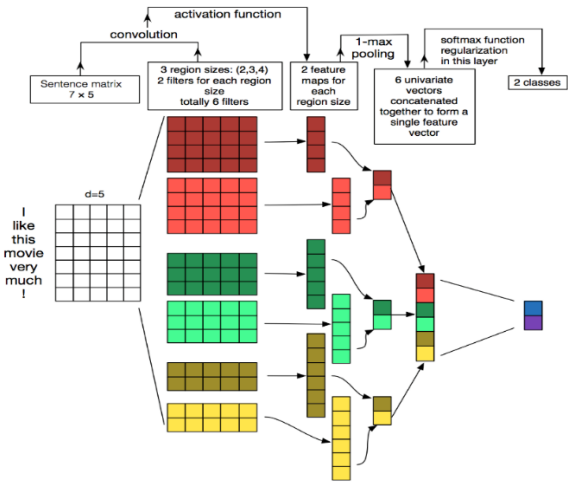 activation function
convolution
1-max
pooling
softmax function
regularization
in this layer
Sentence matrix
7 × 5
3 region sizes: (2,3,4)
2 filters for each region
size
totally 6 filters
2 feature
maps for
each
region size
6 univariate
vectors
concatenated
together to form a
single feature
vector
2 classes
d=5
I
like
this
movie
very
much
!